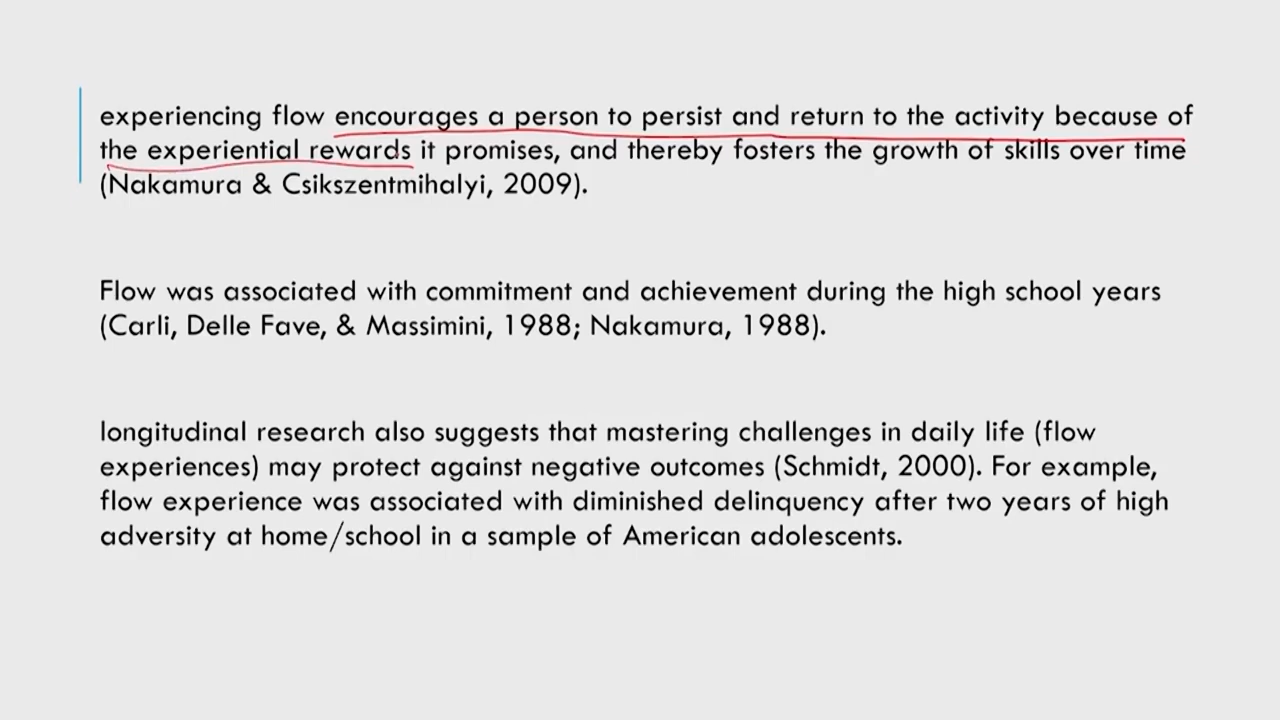 experiencing flow encourages a person to persist and return to the activity because of
the experiential rewards it promises, and thereby fosters the growth of skills over time
(Nakamura & Csikszentmihalyi, 2009).
Flow was associated with commitment and achievement during the high school years
(Carli, Delle Fave, & Massimini, 1988; Nakamura, 1988).
longitudinal research also suggests that mastering challenges in daily life (flow
experiences) may protect against negative outcomes (Schmidt, 2000). For example,
flow experience was associated with diminished delinquency after two years of high
adversity at home/school in a sample of American adolescents.